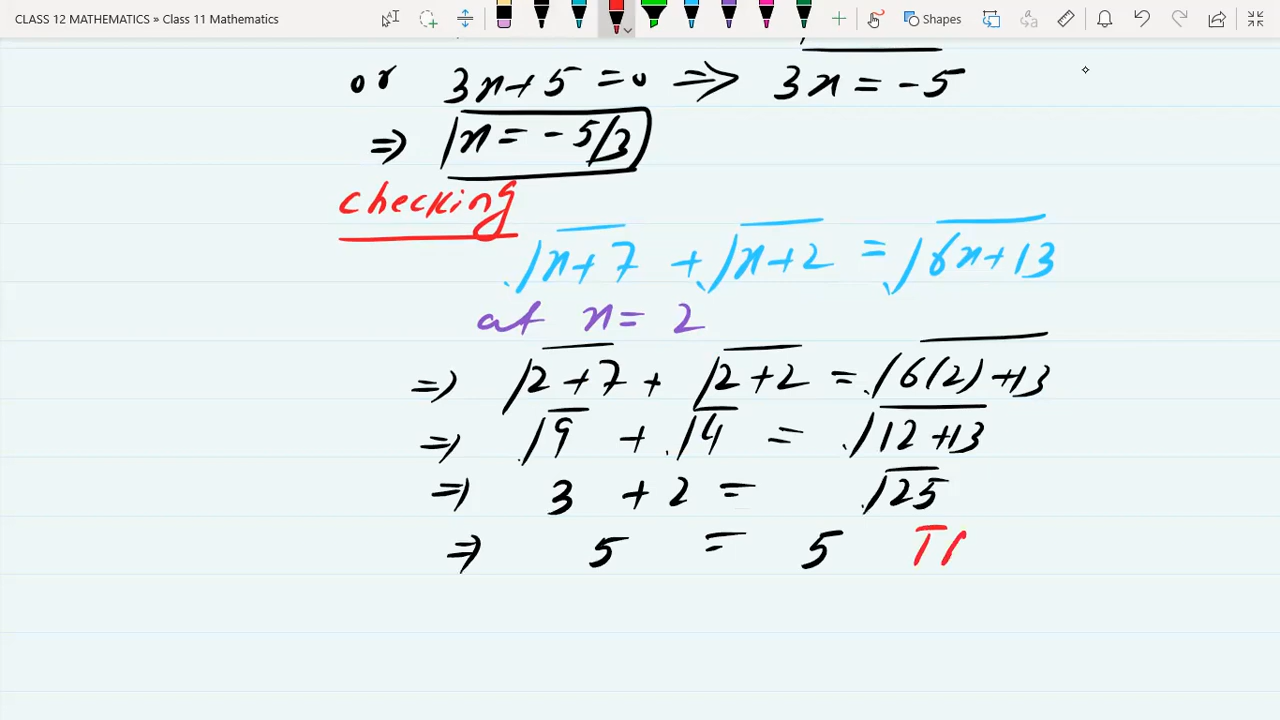 CLASS 12 MATHEMATICS » Class 11 Mathematics
Shapes
or 3x+5 =0 => 3x = -5
=> x = -5/3
checking
√x+7 + √x+2 = √6x+13
at x = 2
=> √2+7 + √2+2 = √6(2)+13
=> √9 + √4 = √12+13
=> 3 + 2 = √25
=> 5 = 5